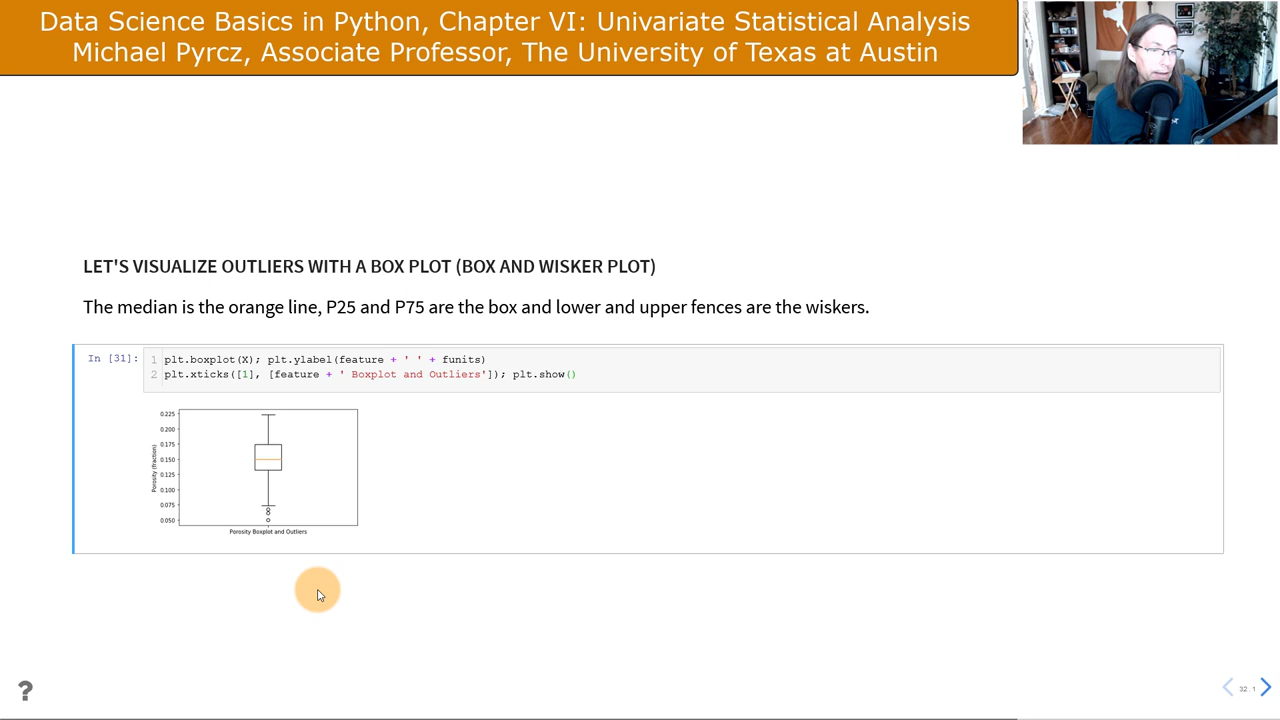 Data Science Basics in Python, Chapter VI: Univariate Statistical Analysis
Michael Pyrcz, Associate Professor, The University of Texas at Austin
LET'S VISUALIZE OUTLIERS WITH A BOX PLOT (BOX AND WISKER PLOT)
The median is the orange line, P25 and P75 are the box and lower and upper fences are the wiskers.
In [31]:
1 plt.boxplot(X); plt.ylabel(feature + ' ' + funits)
2 plt.xticks([1], [feature + ' Boxplot and Outliers']); plt.show()
0.225
0.200
0.175
0.150
0.125
0.100
0.075
0.050
Porosity (fraction)
Porosity Boxplot and Outliers
?
32.1